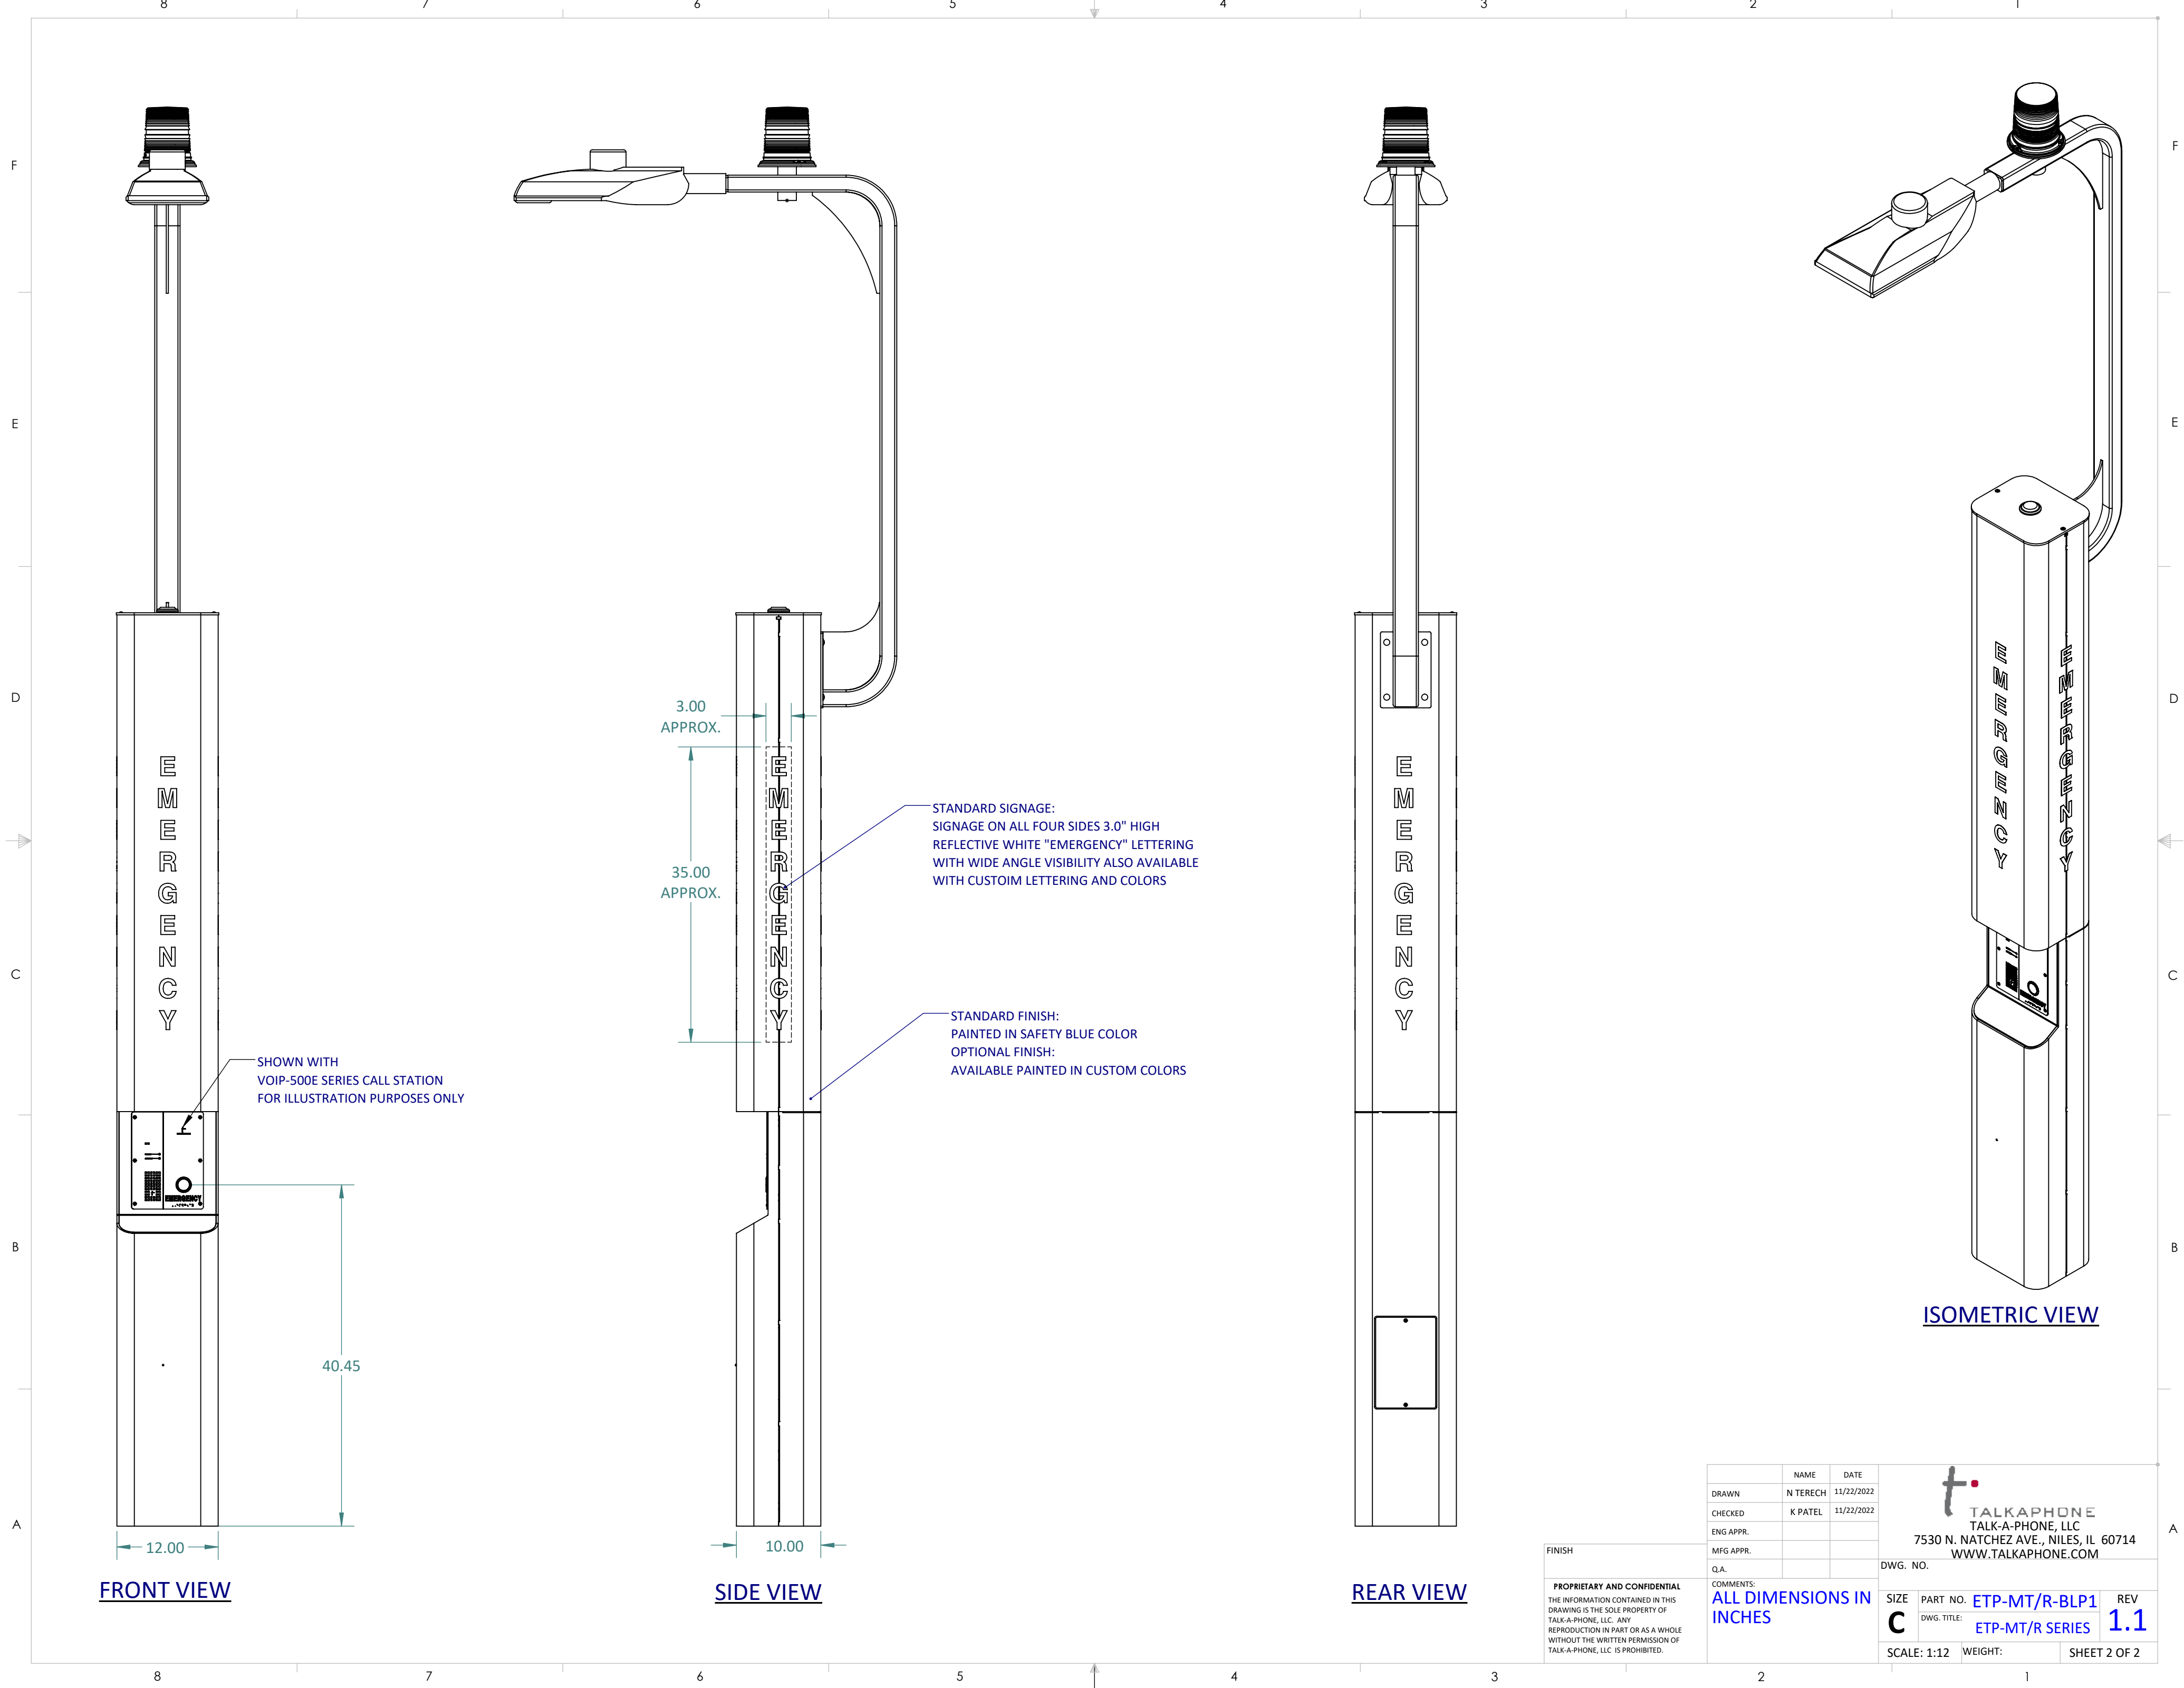 8 7 6 5 4 3 2 1
F
F
E
E
D
D
C
C
B
B
A
A
E
M
E
R
G
E
N
C
Y
SHOWN WITH
VOIP-500E SERIES CALL STATION
FOR ILLUSTRATION PURPOSES ONLY
EMERGENCY
40.45
12.00
FRONT VIEW
3.00
APPROX.
35.00
APPROX.
E
M
E
R
G
E
N
C
Y
STANDARD SIGNAGE:
SIGNAGE ON ALL FOUR SIDES 3.0" HIGH
REFLECTIVE WHITE "EMERGENCY" LETTERING
WITH WIDE ANGLE VISIBILITY ALSO AVAILABLE
WITH CUSTOIM LETTERING AND COLORS
STANDARD FINISH:
PAINTED IN SAFETY BLUE COLOR
OPTIONAL FINISH:
AVAILABLE PAINTED IN CUSTOM COLORS
10.00
SIDE VIEW
E
M
E
R
G
E
N
C
Y
REAR VIEW
E
M
E
R
G
E
N
C
Y
E
M
E
R
G
E
N
C
Y
ISOMETRIC VIEW
FINISH
PROPRIETARY AND CONFIDENTIAL
THE INFORMATION CONTAINED IN THIS
DRAWING IS THE SOLE PROPERTY OF
TALK-A-PHONE, LLC. ANY
REPRODUCTION IN PART OR AS A WHOLE
WITHOUT THE WRITTEN PERMISSION OF
TALK-A-PHONE, LLC IS PROHIBITED.
NAME DATE
DRAWN N TERECH 11/22/2022
CHECKED K PATEL 11/22/2022
ENG APPR.
MFG APPR.
Q.A.
COMMENTS:
ALL DIMENSIONS IN
INCHES
TALKAPHONE
TALK-A-PHONE, LLC
7530 N. NATCHEZ AVE., NILES, IL 60714
WWW.TALKAPHONE.COM
DWG. NO.
SIZE
C
PART NO. ETP-MT/R-BLP1
DWG. TITLE:
ETP-MT/R SERIES
REV
1.1
SCALE: 1:12 WEIGHT: SHEET 2 OF 2
8 7 6 5 4 3 2 1